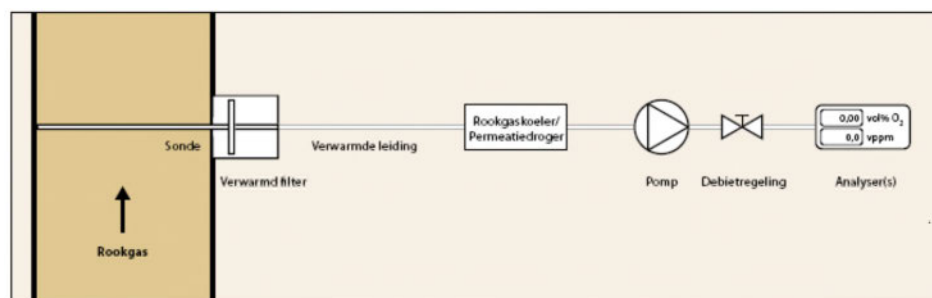 Sonde
Verwarmd filter
Verwarmde leiding
Rookgaskoeler/
Permeatiedroger
Pomp
Debietregeling
0,00 vol% O2
0,0 vppm
Analyser(s)
Rookgas